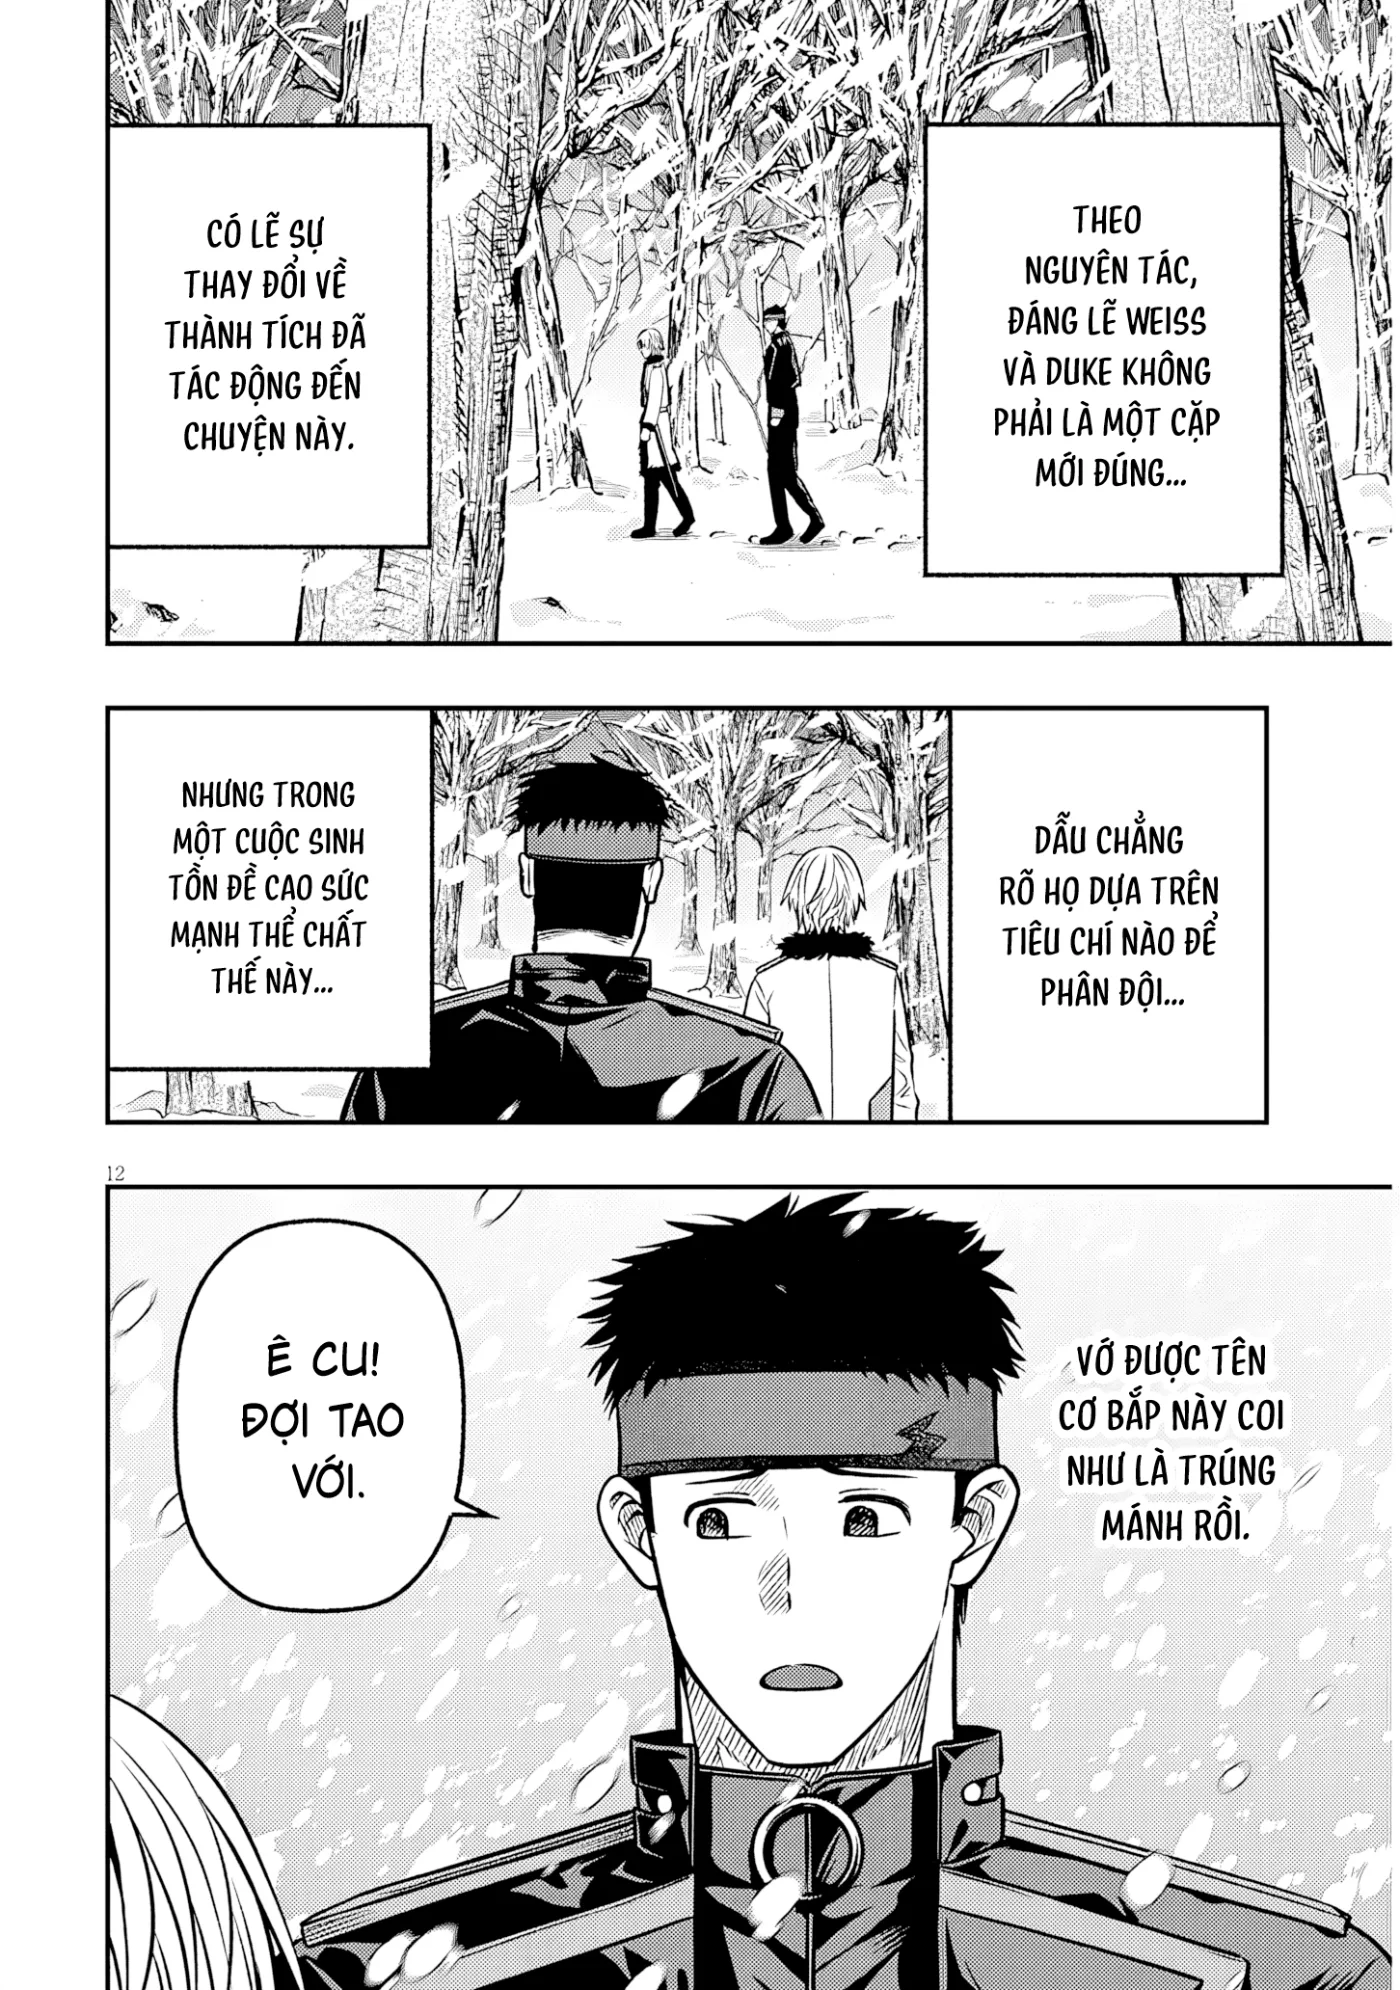 THEO
NGUYÊN TÁC,
ĐÁNG LẼ WEISS
VÀ DUKE KHÔNG
PHẢI LÀ MỘT CẶP
MỚI ĐÚNG...
CÓ LẼ SỰ
THAY ĐỔI VỀ
THÀNH TÍCH ĐÃ
TÁC ĐỘNG ĐẾN
CHUYỆN NÀY.
DẪU CHẲNG
RÕ HỌ DỰA TRÊN
TIÊU CHÍ NÀO ĐỂ
PHÂN ĐỘI...
NHƯNG TRONG
MỘT CUỘC SINH
TỒN ĐỀ CAO SỨC
MẠNH THỂ CHẤT
THẾ NÀY...
12
VỚ ĐƯỢC TÊN
CƠ BẮP NÀY COI
NHƯ LÀ TRÚNG
MÁNH RỒI.
Ê CU!
ĐỢI TAO
VỚI.